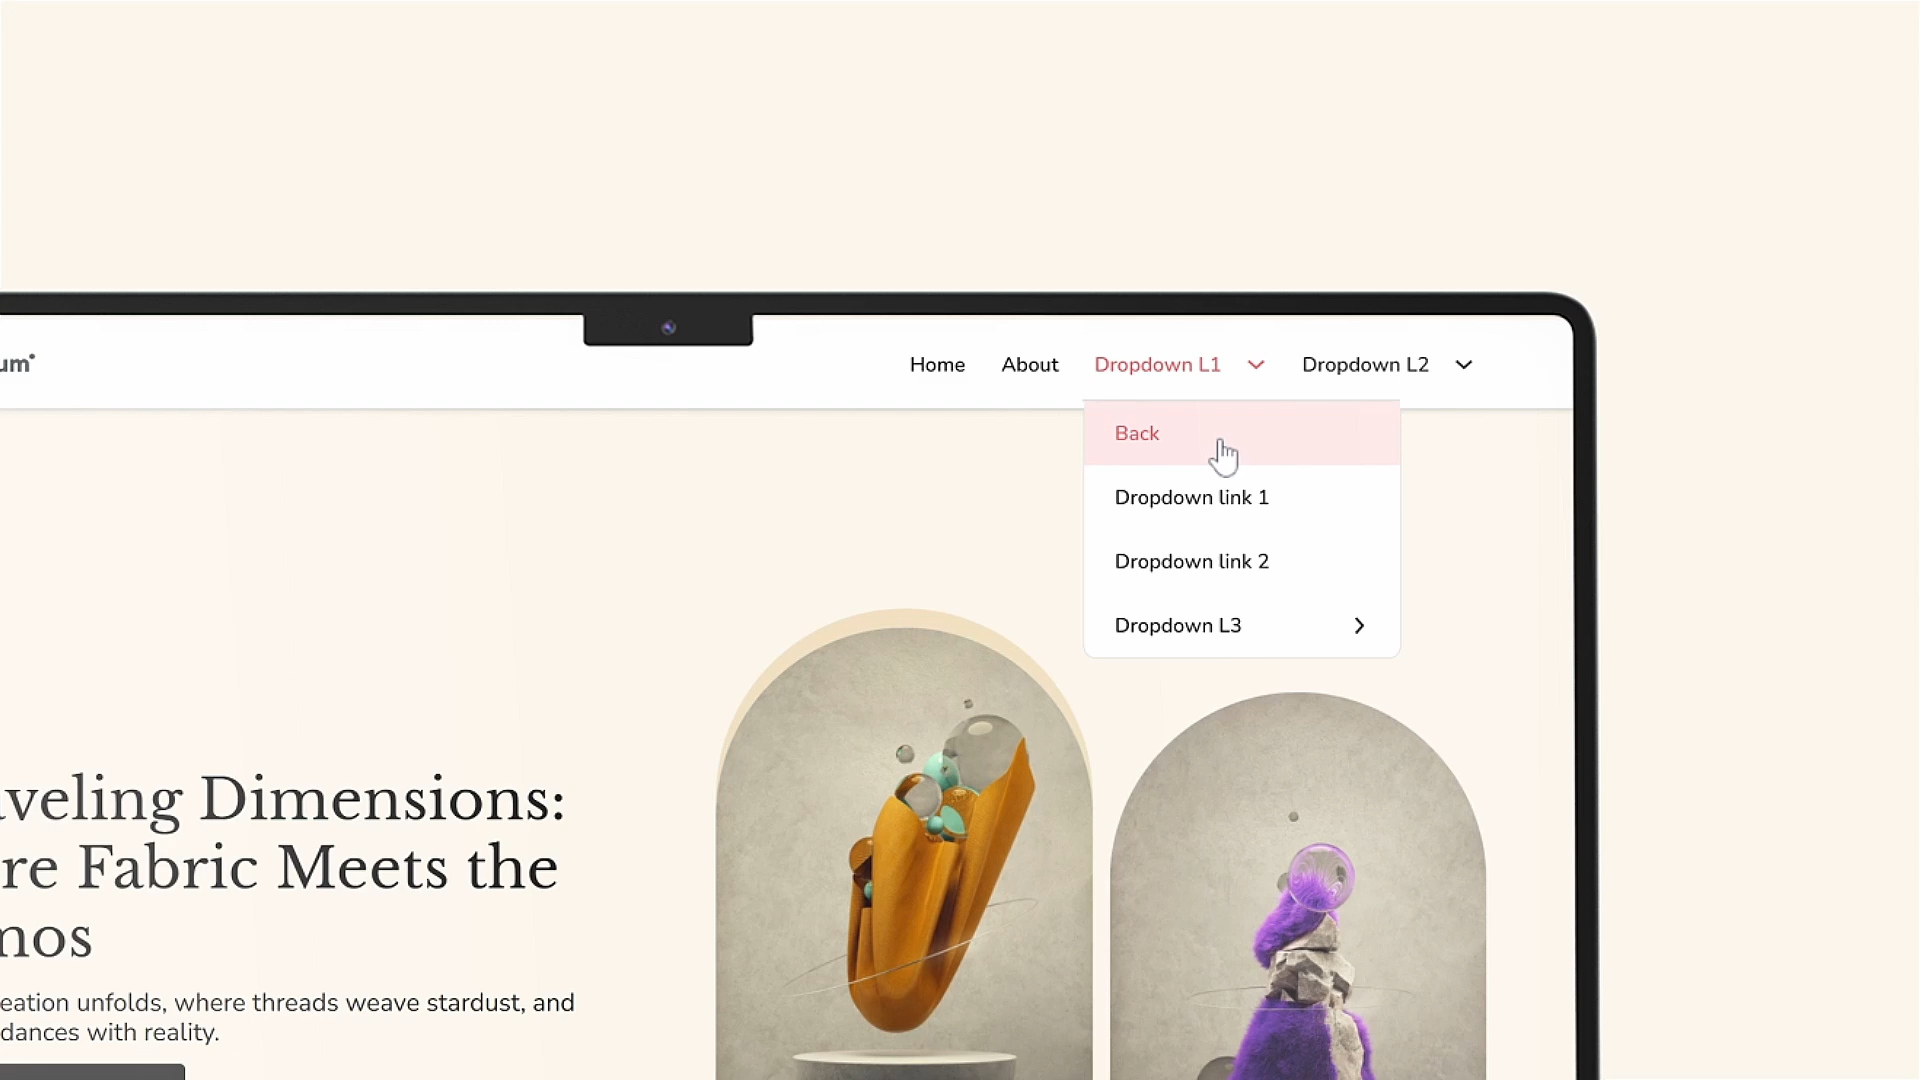 um
Home
About
Dropdown L1
Dropdown L2
Back
Dropdown link 1
Dropdown link 2
Dropdown L3
veling Dimensions:
re Fabric Meets the
mos
eation unfolds, where threads weave stardust, and
dances with reality.